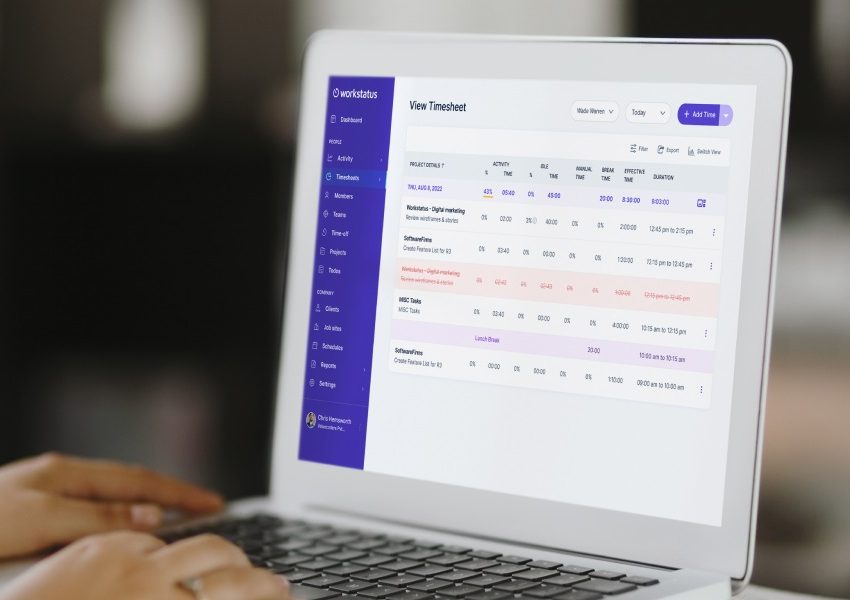 workstatus
Dashboard
PEOPLE
Activity
Timesheets
Members
Teams
Time-off
Projects
Todos
COMPANY
Clients
Job sites
Schedules
Reports
Settings
Chris Hemsworth
View Timesheet
Wade Warren
Today
+ Add Time
Filter
Export
Switch View
PROJECT DETAILS ↑
ACTIVITY
% TIME
IDLE
% TIME
MANUAL
TIME
BREAK
TIME
EFFECTIVE
TIME
DURATION
THU, AUG 8, 2022 43% 05:40 0% 45:00 20:00 8:30:00 9:03:00
Workstatus - Digital marketing
Review wireframes & stories 0% 02:00 3% 40:00 0% 0% 2:00:00 12:45 pm to 2:15 pm
SoftwareFirms
Create Feature List for R3 0% 03:40 0% 00:00 0% 0% 1:20:00 12:15 pm to 12:45 pm
Workstatus - Digital marketing
Review wireframes & stories 0% 02:43 0% 02:43 0% 0% 1:00:00 12:15 pm to 12:45 pm
MISC Tasks
MISC Tasks 0% 03:40 0% 00:00 0% 0% 4:00:00 10:15 am to 12:15 pm
Lunch Break 20:00 10:00 am to 10:15 am
SoftwareFirms
Create Feature List for R3 0% 00:00 0% 00:00 0% 0% 1:10:00 09:00 am to 10:00 am